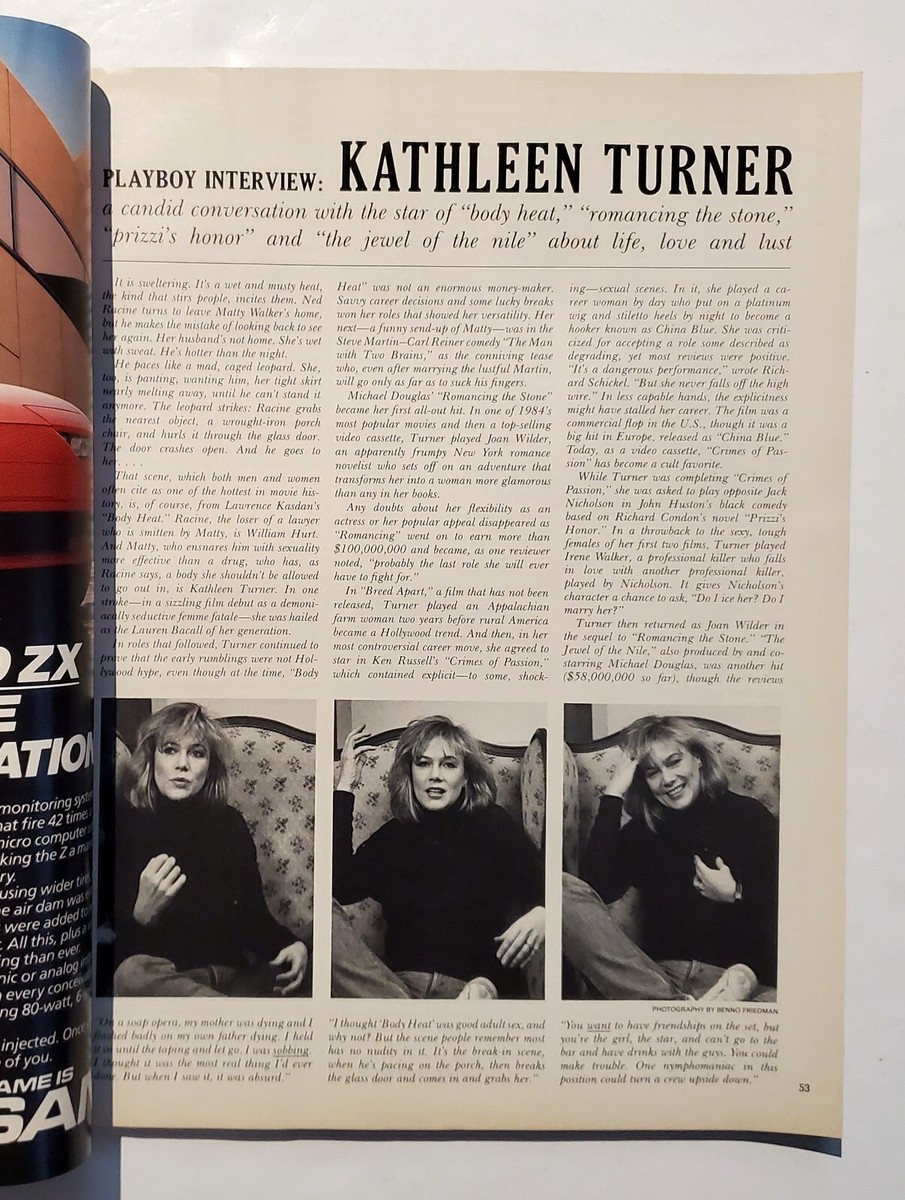 PLAYBOY INTERVIEW: KATHLEEN TURNER
a candid conversation with the star of “body heat,” “romancing the stone,”
“prizzi’s honor” and “the jewel of the nile” about life, love and lust
It is sweltering. It’s a wet and musty heat,
the kind that stirs people, incites them. Ned
Racine turns to leave Matty Walker’s home,
but he makes the mistake of looking back to see
her again. Her husband’s not home. She’s wet
with sweat. He’s hotter than the night.
He paces like a mad, caged leopard. She,
too, is panting, wanting him, her tight skirt
nearly melting away, until he can’t stand it
anymore. The leopard strikes: Racine grabs
the nearest object, a wrought-iron porch
chair, and hurls it through the glass door.
The door crashes open. And he goes to
her. . . .
That scene, which both men and women
often cite as one of the hottest in movie his-
tory, is, of course, from Lawrence Kasdan’s
“Body Heat.” Racine, the loser of a lawyer
who is smitten by Matty, is William Hurt.
And Matty, who ensnares him with sexuality
more effective than a drug, who has, as
Racine says, a body she shouldn’t be allowed
to go out in, is Kathleen Turner. In one
stroke—in a sizzling film debut as a demoni-
acally seductive femme fatale—she was hailed
as the Lauren Bacall of her generation.
In roles that followed, Turner continued to
prove that the early rumblings were not Hol-
lywood hype, even though at the time, “Body
Heat” was not an enormous money-maker.
Savvy career decisions and some lucky breaks
won her roles that showed her versatility. Her
next—a funny send-up of Matty—was in the
Steve Martin–Carl Reiner comedy “The Man
with Two Brains,” as the conniving tease
who, even after marrying the lustful Martin,
will go only as far as to suck his fingers.
Michael Douglas’ “Romancing the Stone”
became her first all-out hit. In one of 1984’s
most popular movies and then a top-selling
video cassette, Turner played Joan Wilder,
an apparently frumpy New York romance
novelist who sets off on an adventure that
transforms her into a woman more glamorous
than any in her books.
Any doubts about her flexibility as an
actress or her popular appeal disappeared as
“Romancing” went on to earn more than
$100,000,000 and became, as one reviewer
noted, “probably the last role she will ever
have to fight for.”
In “Breed Apart,” a film that has not been
released, Turner played an Appalachian
farm woman two years before rural America
became a Hollywood trend. And then, in her
most controversial career move, she agreed to
star in Ken Russell’s “Crimes of Passion,”
which contained explicit—to some, shock-
ing—sexual scenes. In it, she played a ca-
reer woman by day who put on a platinum
wig and stiletto heels by night to become a
hooker known as China Blue. She was criti-
cized for accepting a role some described as
degrading, yet most reviews were positive.
“It’s a dangerous performance,” wrote Rich-
ard Schickel. “But she never falls off the high
wire.” In less capable hands, the explicitness
might have stalled her career. The film was a
commercial flop in the U.S., though it was a
big hit in Europe, released as “China Blue.”
Today, as a video cassette, “Crimes of Pas-
sion” has become a cult favorite.
While Turner was completing “Crimes of
Passion,” she was asked to play opposite Jack
Nicholson in John Huston’s black comedy
based on Richard Condon’s novel “Prizzi’s
Honor.” In a throwback to the sexy, tough
females of her first two films, Turner played
Irene Walker, a professional killer who falls
in love with another professional killer,
played by Nicholson. It gives Nicholson’s
character a chance to ask, “Do I ice her? Do I
marry her?”
Turner then returned as Joan Wilder in
the sequel to “Romancing the Stone.” “The
Jewel of the Nile,” also produced by and co-
starring Michael Douglas, was another hit
($58,000,000 so far), though the reviews
PHOTOGRAPHY BY BENNO FRIEDMAN
“On a soap opera, my mother was dying and I
flashed badly on my own father dying. I held
it in until the taping and let go. I was sobbing.
I thought it was the most real thing I’d ever
done. But when I saw it, it was absurd.”
“I thought ‘Body Heat’ was good adult sex, and
why not? But the scene people remember most
has no nudity in it. It’s the break-in scene,
when he’s pacing on the porch, then breaks
the glass door and comes in and grabs her.”
“You want to have friendships on the set, but
you’re the girl, the star, and can’t go to the
bar and have drinks with the guys. You could
make trouble. One nymphomaniac in this
position could turn a crew upside down.”
53
ZX
E
ATION
monitoring
hat fire 42 times
micro computer
king the Z a
ry.
using wider
e air dam was
were added
. All this, plus
ing than ever.
nic or analog
every
ng 80-watt, 6
injected.
of you.
AME IS
SAN